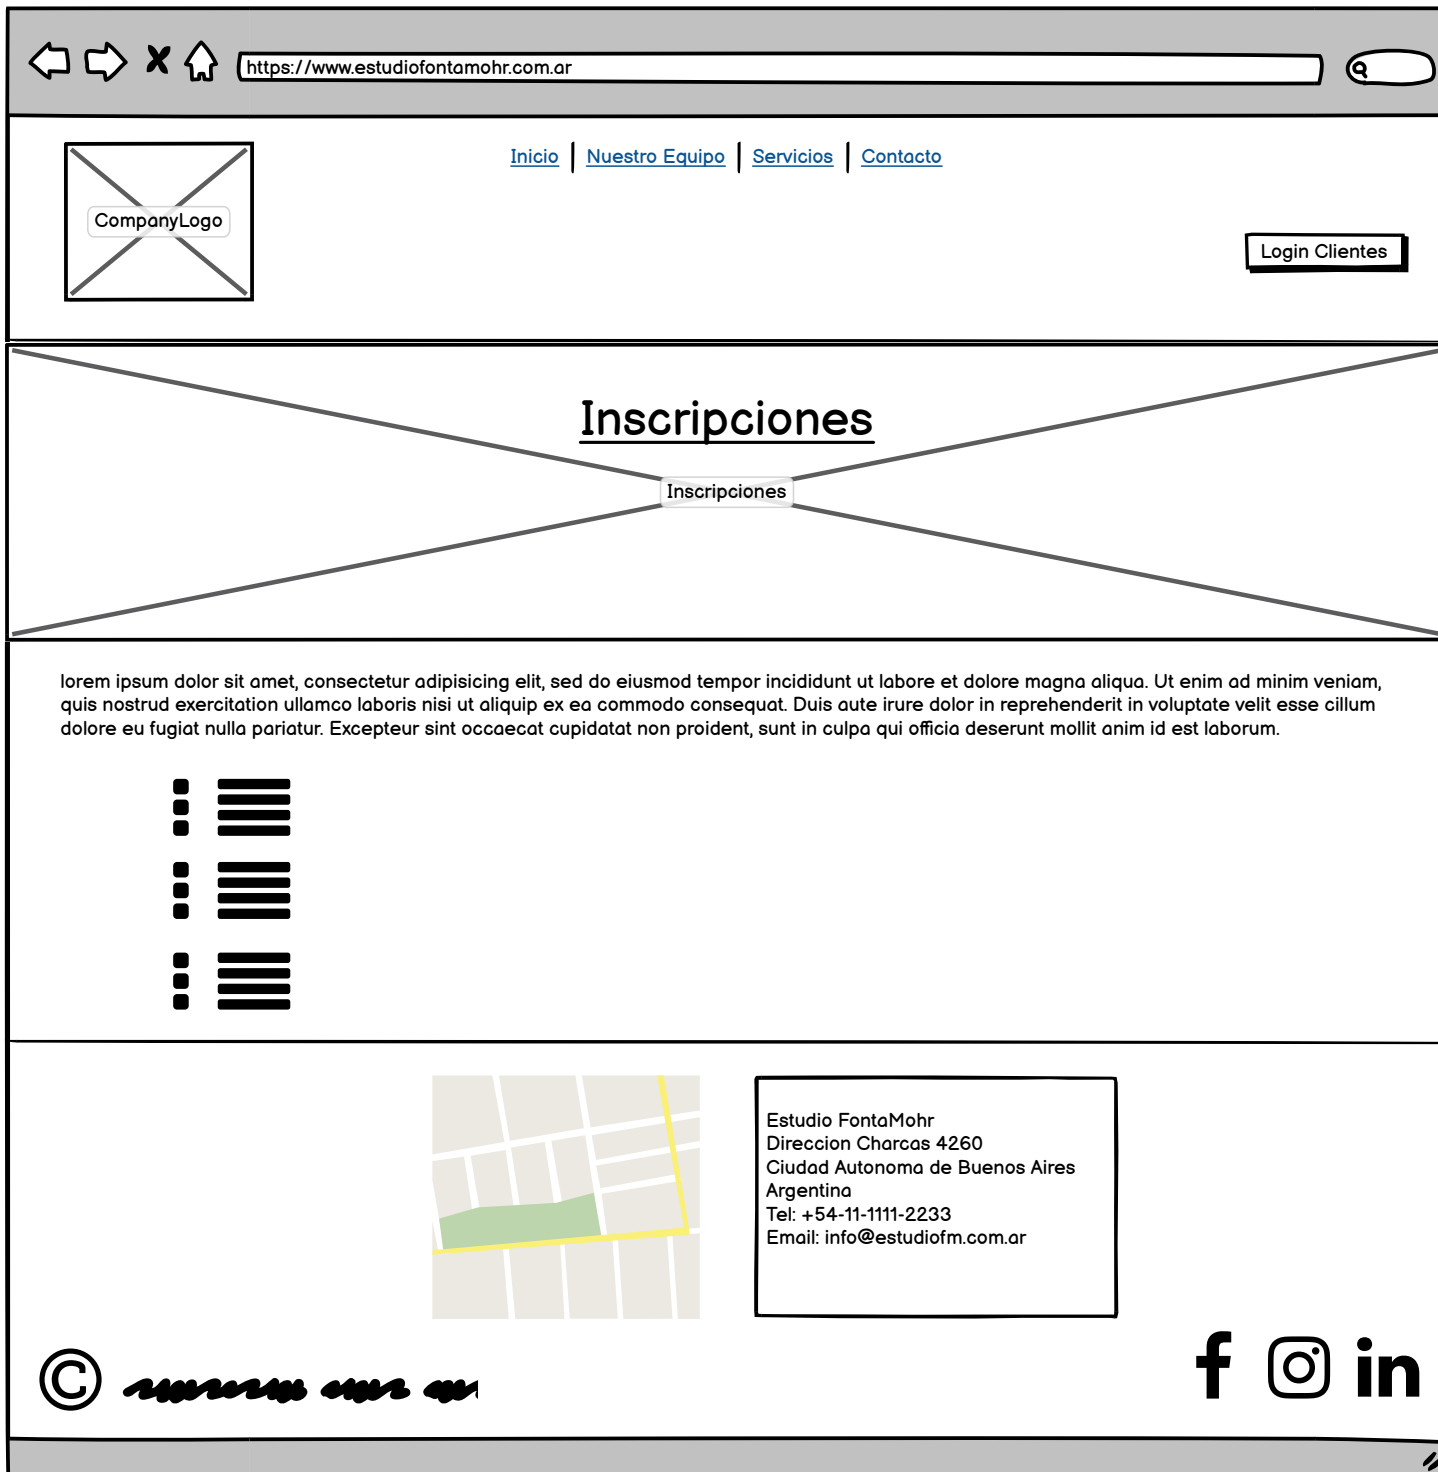 https://www.estudiofontamohr.com.ar
Inicio | Nuestro Equipo | Servicios | Contacto
CompanyLogo
Login Clientes
Inscripciones
Inscripciones
lorem ipsum dolor sit amet, consectetur adipisicing elit, sed do eiusmod tempor incididunt ut labore et dolore magna aliqua. Ut enim ad minim veniam,
quis nostrud exercitation ullamco laboris nisi ut aliquip ex ea commodo consequat. Duis aute irure dolor in reprehenderit in voluptate velit esse cillum
dolore eu fugiat nulla pariatur. Excepteur sint occaecat cupidatat non proident, sunt in culpa qui officia deserunt mollit anim id est laborum.
Estudio FontaMohr
Direccion Charcas 4260
Ciudad Autonoma de Buenos Aires
Argentina
Tel: +54-11-1111-2233
Email: info@estudiofm.com.ar
©